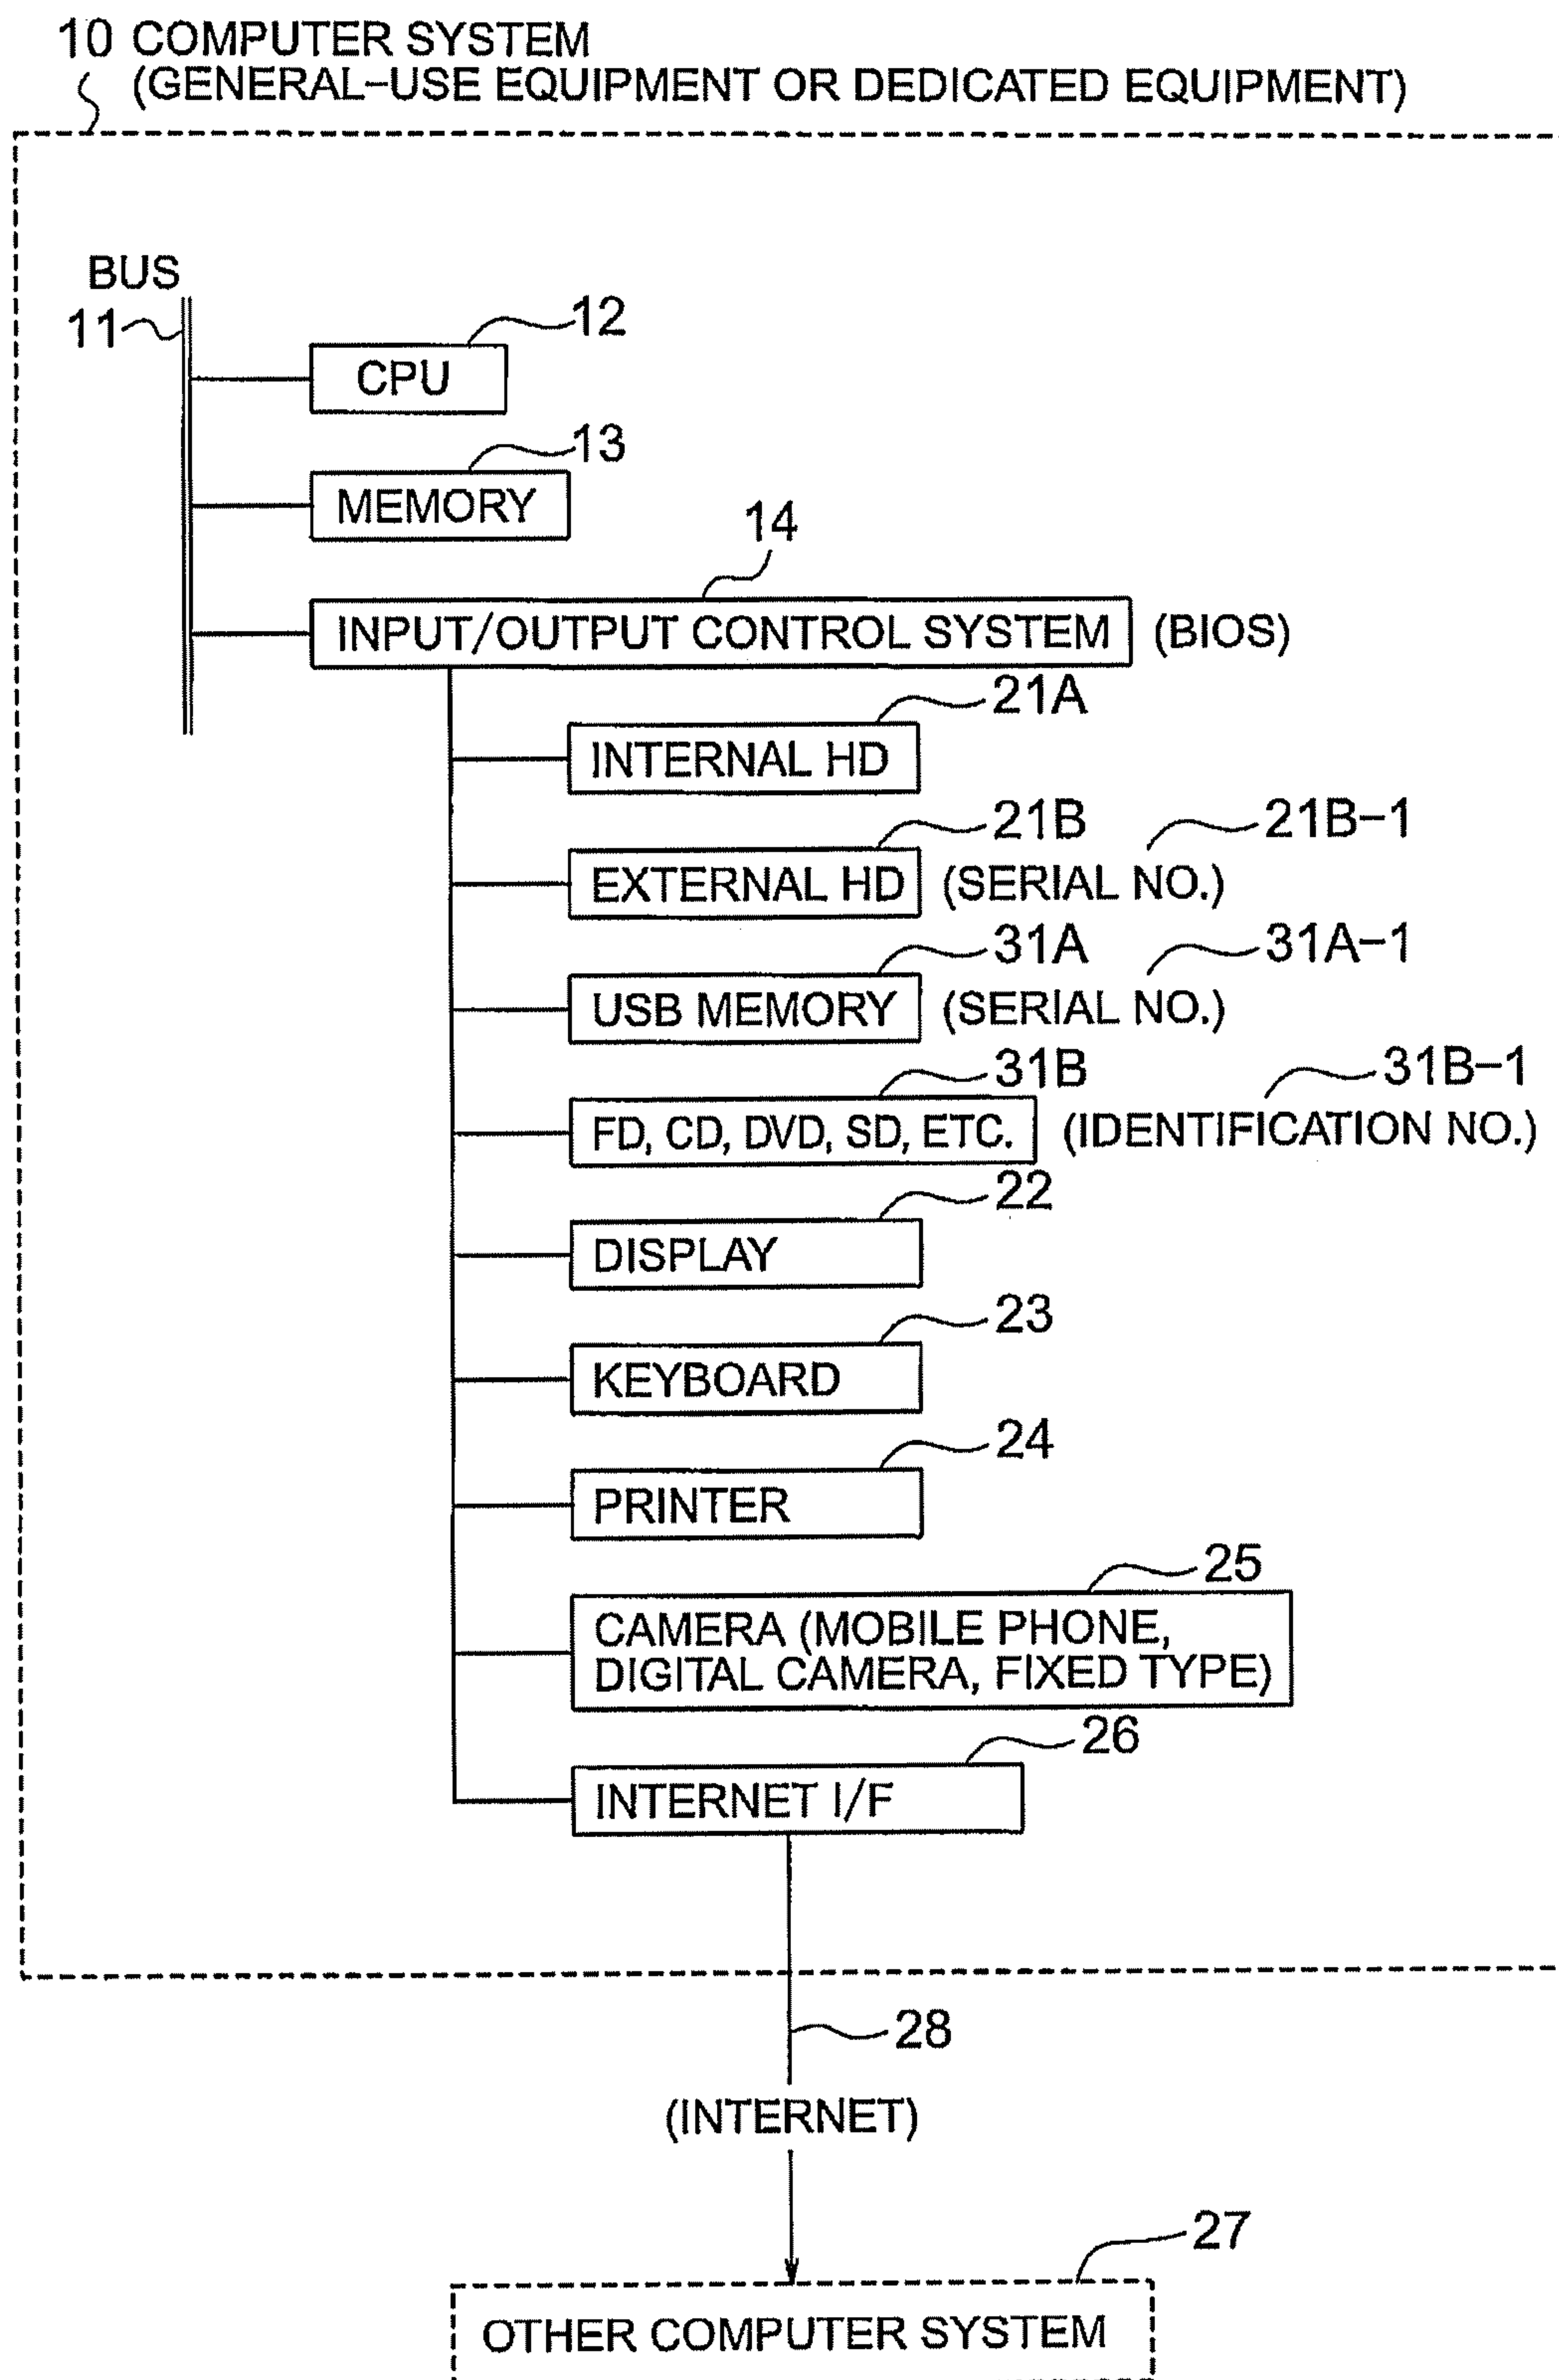 10 COMPUTER SYSTEM
(GENERAL-USE EQUIPMENT OR DEDICATED EQUIPMENT)
BUS
11
12
CPU
13
MEMORY
14
INPUT/OUTPUT CONTROL SYSTEM (BIOS)
21A
INTERNAL HD
21B 21B-1
EXTERNAL HD (SERIAL NO.)
31A 31A-1
USB MEMORY (SERIAL NO.)
31B 31B-1
FD, CD, DVD, SD, ETC. (IDENTIFICATION NO.)
22
DISPLAY
23
KEYBOARD
24
PRINTER
25
CAMERA (MOBILE PHONE,
DIGITAL CAMERA, FIXED TYPE)
26
INTERNET I/F
28
(INTERNET)
27
OTHER COMPUTER SYSTEM